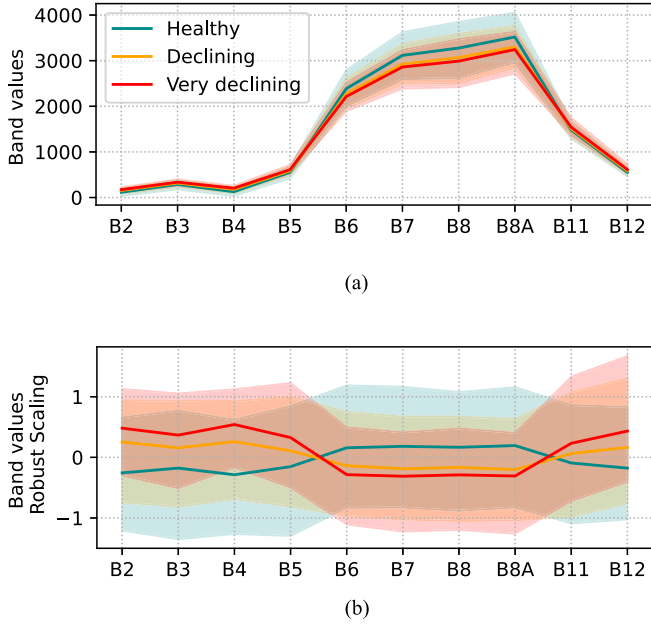 4000
3000
2000
1000
0
Band values
Healthy
Declining
Very declining
B2 B3 B4 B5 B6 B7 B8 B8A B11 B12
(a)
1
0
−1
Band values
Robust Scaling
B2 B3 B4 B5 B6 B7 B8 B8A B11 B12
(b)